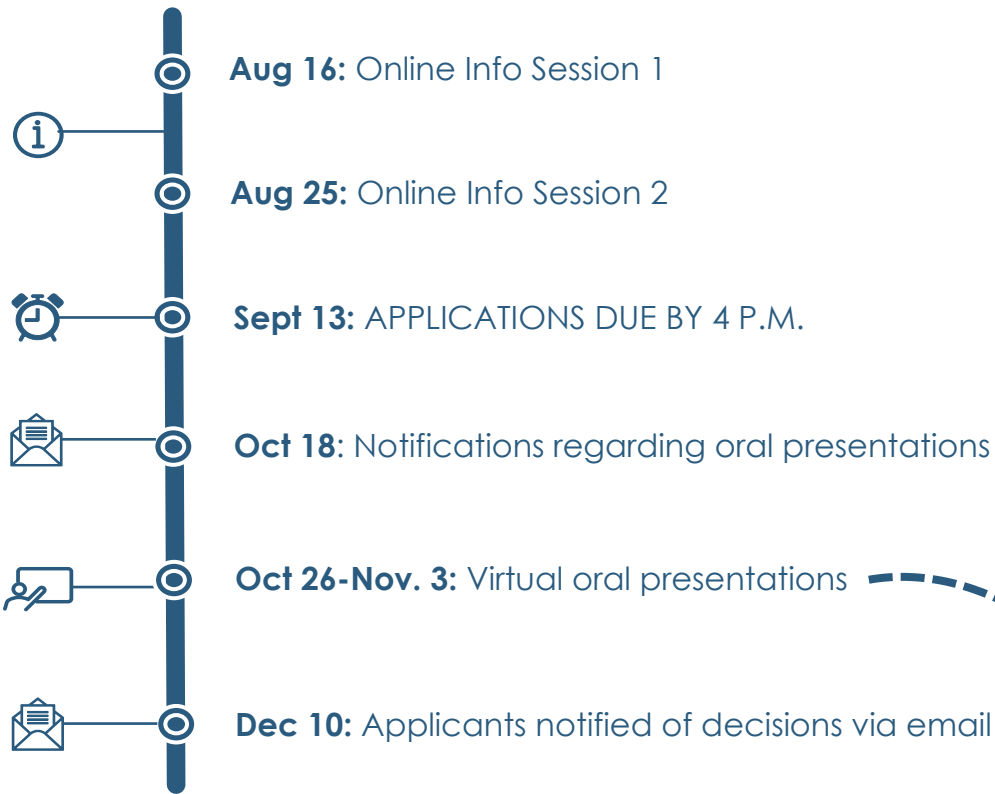 Aug 16: Online Info Session 1
Aug 25: Online Info Session 2
Sept 13: APPLICATIONS DUE BY 4 P.M.
Oct 18: Notifications regarding oral presentations
Oct 26-Nov. 3: Virtual oral presentations
Dec 10: Applicants notified of decisions via email